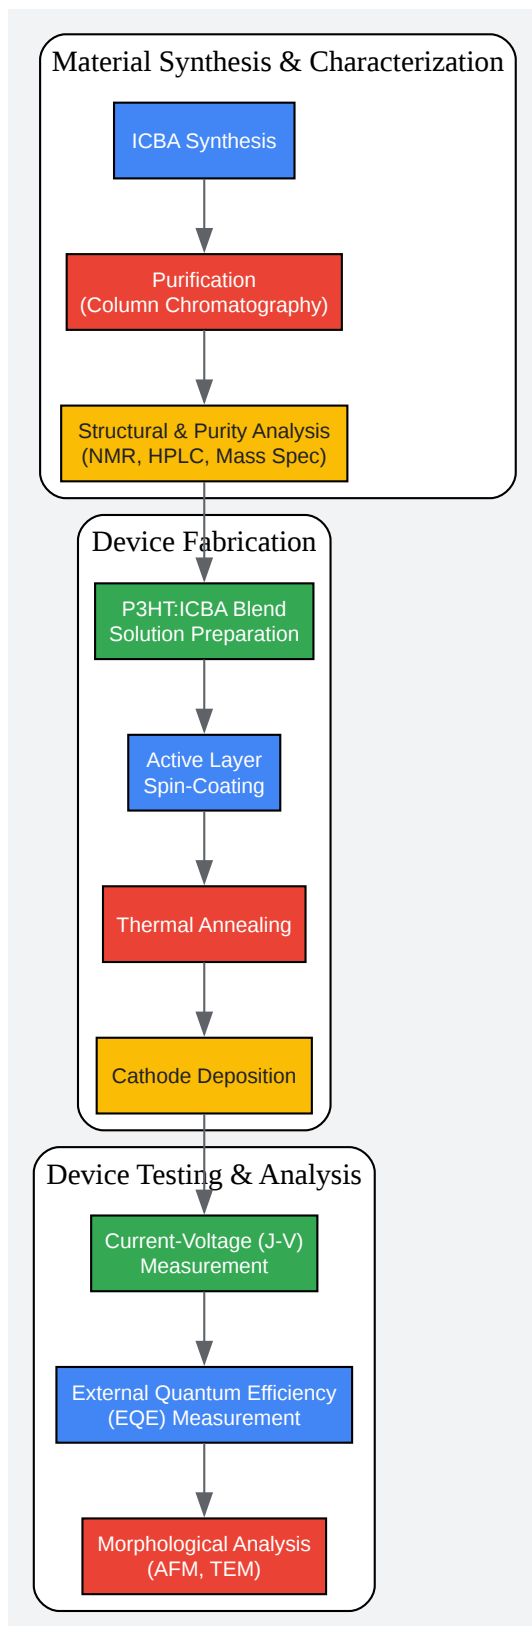 Material Synthesis & Characterization
ICBA Synthesis
Purification
(Column Chromatography)
Structural & Purity Analysis
(NMR, HPLC, Mass Spec)
Device Fabrication
P3HT:ICBA Blend
Solution Preparation
Active Layer
Spin-Coating
Thermal Annealing
Cathode Deposition
Device Testing & Analysis
Current-Voltage (J-V)
Measurement
External Quantum Efficiency
(EQE) Measurement
Morphological Analysis
(AFM, TEM)